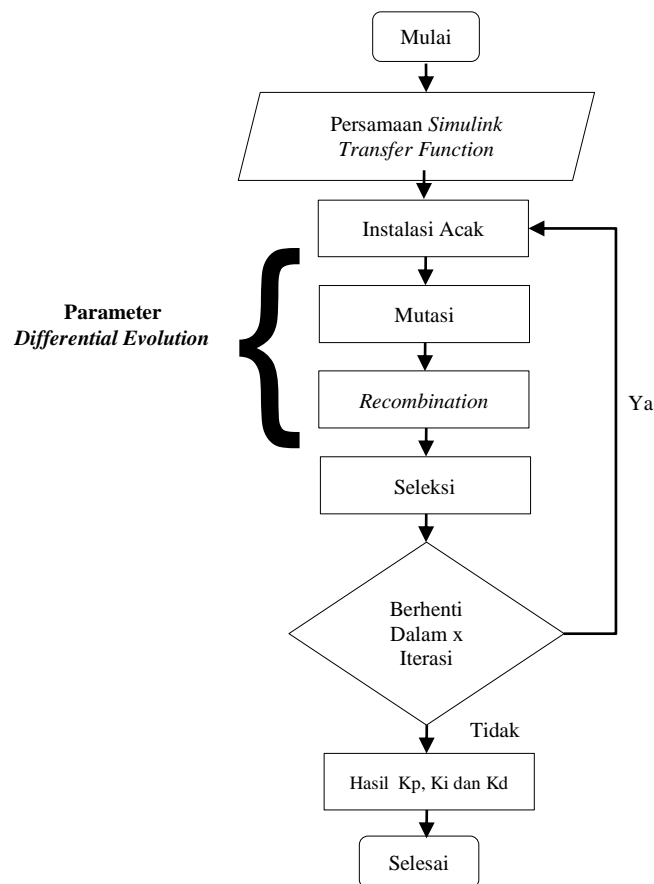 Mulai
Persamaan Simulink
Transfer Function
Instalasi Acak
Parameter
Differential Evolution
{
Mutasi
Recombination
Ya
Seleksi
Berhenti
Dalam x
Iterasi
Tidak
Hasil Kp, Ki dan Kd
Selesai